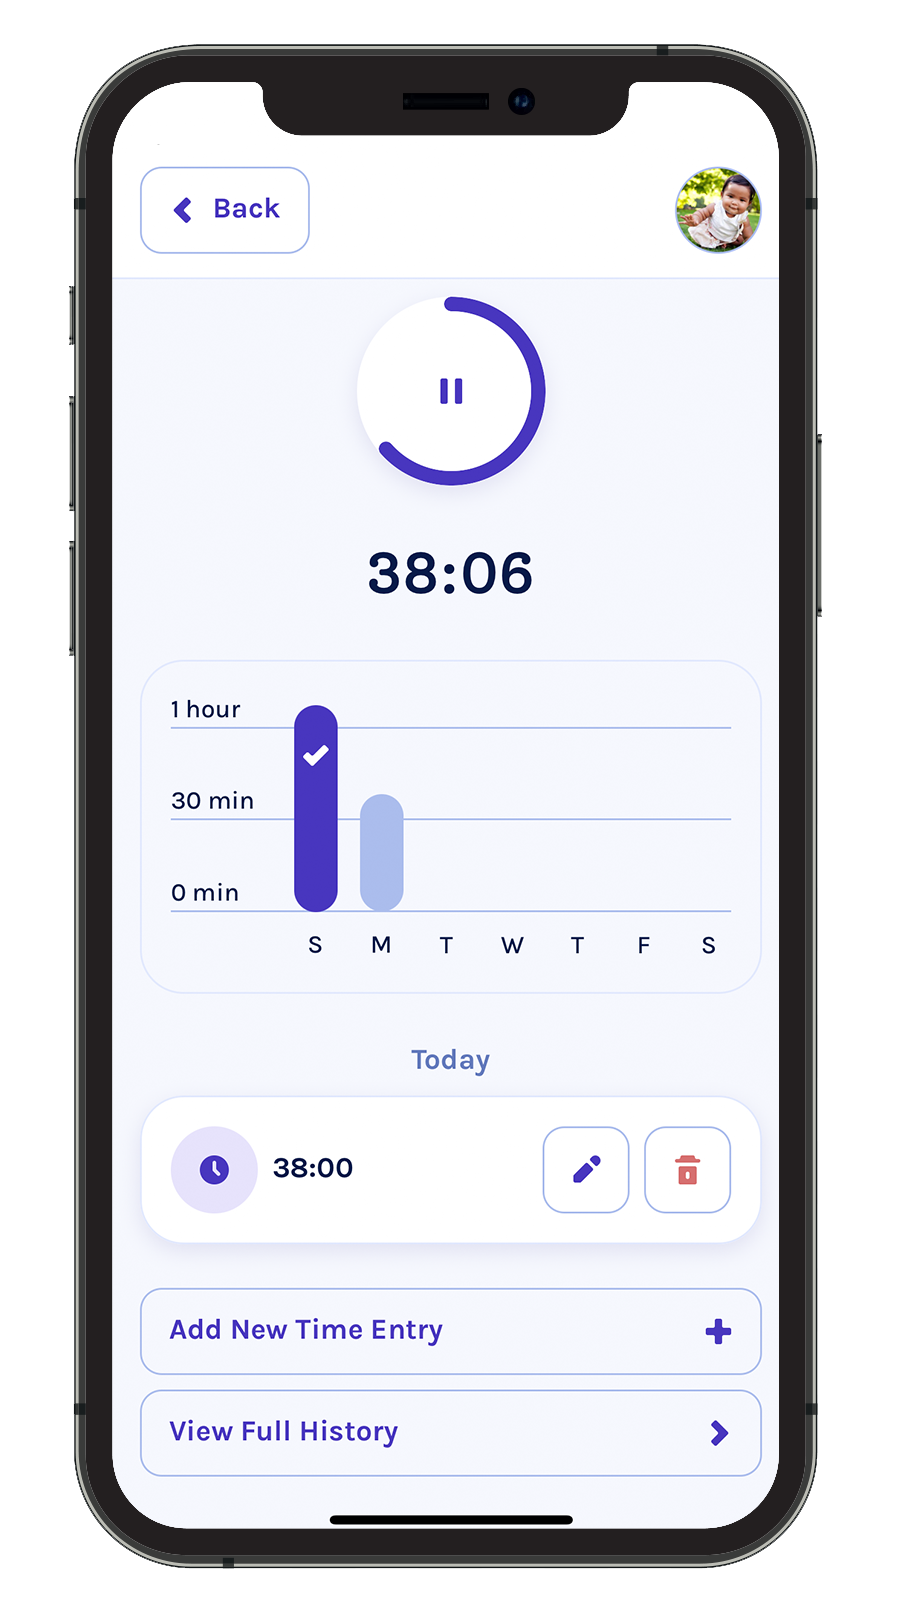 Back
38:06
1 hour
30 min
0 min
S M T W T F S
Today
38:00
Add New Time Entry
View Full History